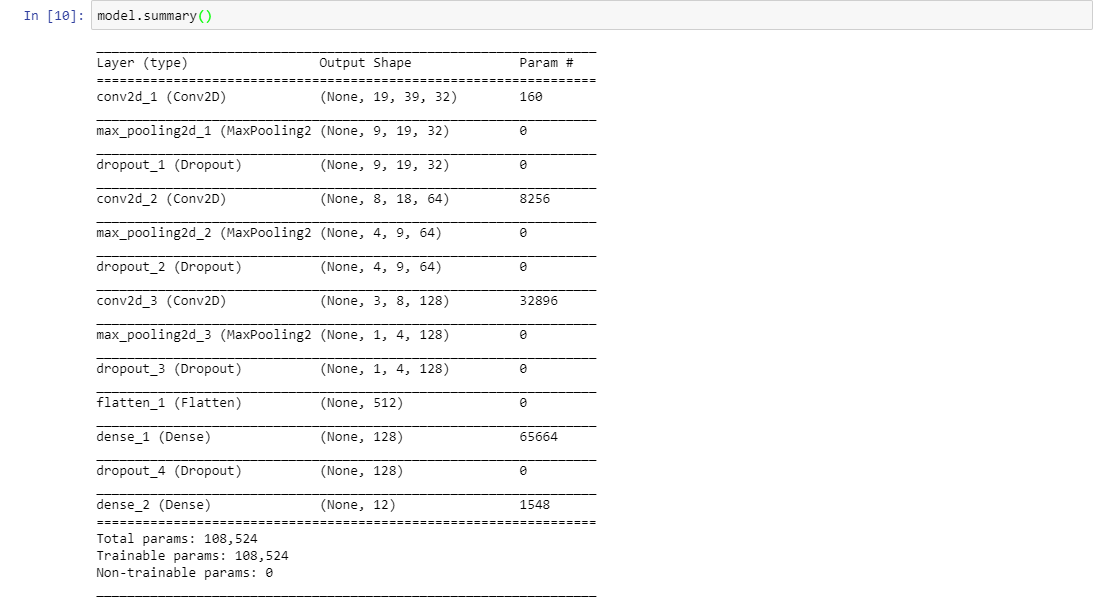 In [10]: model.summary()
Layer (type) Output Shape Param #
=================================================================
conv2d_1 (Conv2D) (None, 19, 39, 32) 160
max_pooling2d_1 (MaxPooling2 (None, 9, 19, 32) 0
dropout_1 (Dropout) (None, 9, 19, 32) 0
conv2d_2 (Conv2D) (None, 8, 18, 64) 8256
max_pooling2d_2 (MaxPooling2 (None, 4, 9, 64) 0
dropout_2 (Dropout) (None, 4, 9, 64) 0
conv2d_3 (Conv2D) (None, 3, 8, 128) 32896
max_pooling2d_3 (MaxPooling2 (None, 1, 4, 128) 0
dropout_3 (Dropout) (None, 1, 4, 128) 0
flatten_1 (Flatten) (None, 512) 0
dense_1 (Dense) (None, 128) 65664
dropout_4 (Dropout) (None, 128) 0
dense_2 (Dense) (None, 12) 1548
=================================================================
Total params: 108,524
Trainable params: 108,524
Non-trainable params: 0